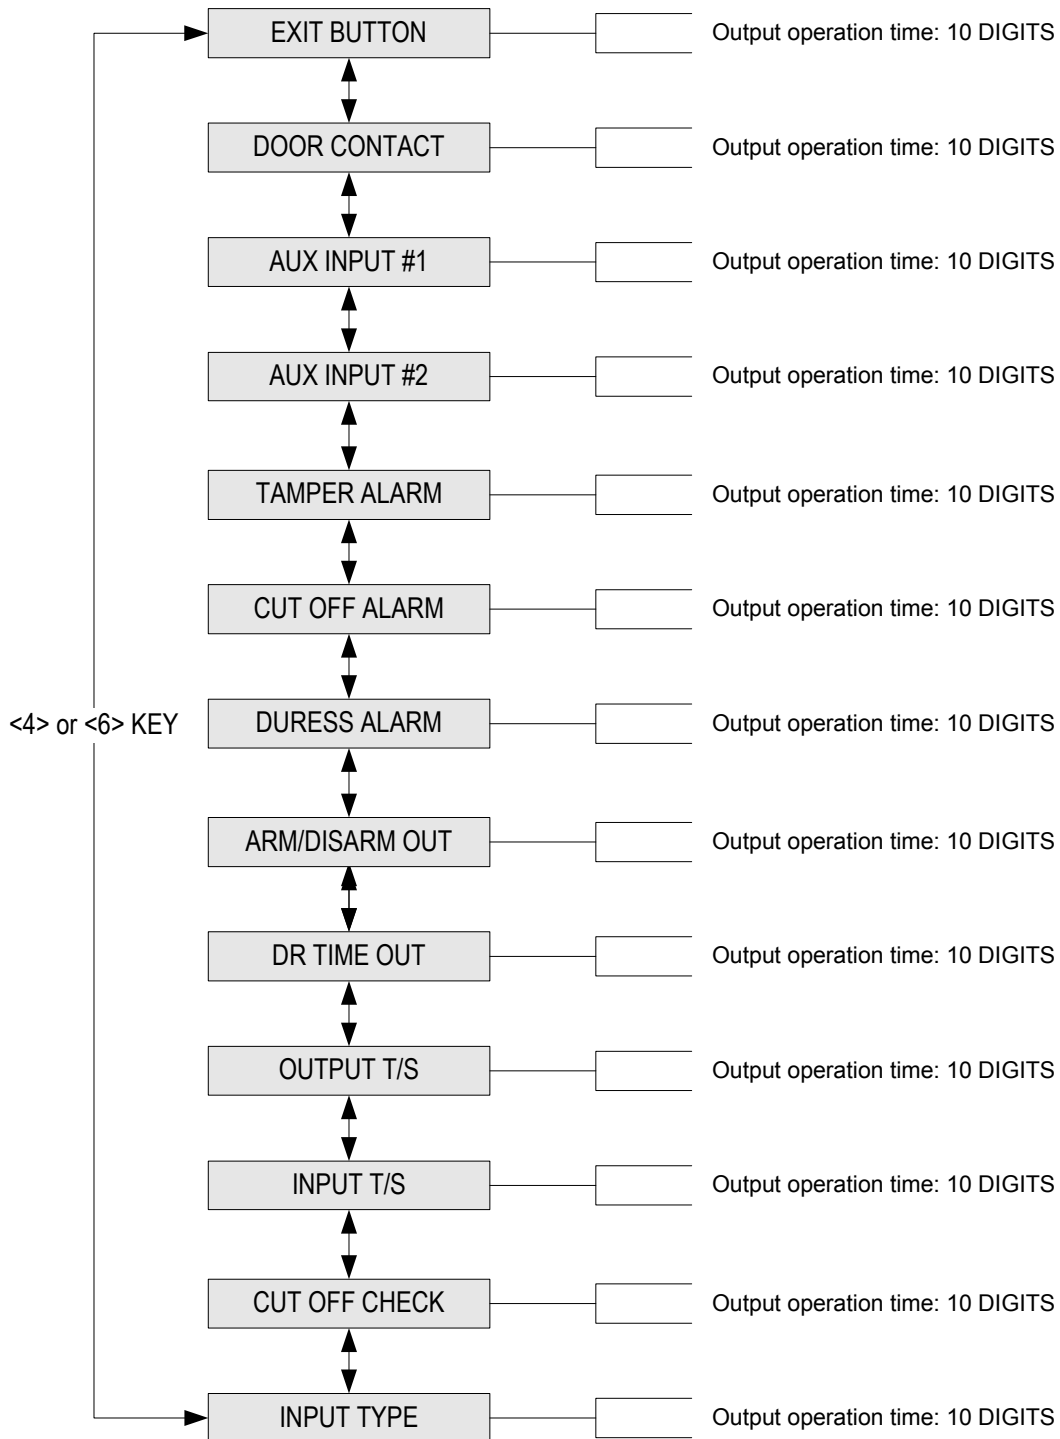 EXIT BUTTON Output operation time: 10 DIGITS
DOOR CONTACT Output operation time: 10 DIGITS
AUX INPUT #1 Output operation time: 10 DIGITS
AUX INPUT #2 Output operation time: 10 DIGITS
TAMPER ALARM Output operation time: 10 DIGITS
CUT OFF ALARM Output operation time: 10 DIGITS
<4> or <6> KEY DURESS ALARM Output operation time: 10 DIGITS
ARM/DISARM OUT Output operation time: 10 DIGITS
DR TIME OUT Output operation time: 10 DIGITS
OUTPUT T/S Output operation time: 10 DIGITS
INPUT T/S Output operation time: 10 DIGITS
CUT OFF CHECK Output operation time: 10 DIGITS
INPUT TYPE Output operation time: 10 DIGITS